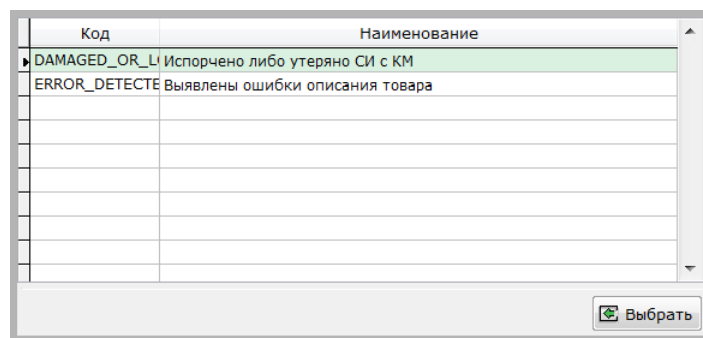 Код Наименование
DAMAGED_OR_L Испорчено либо утеряно СИ с КМ
ERROR_DETECTE Выявлены ошибки описания товара
Выбрать